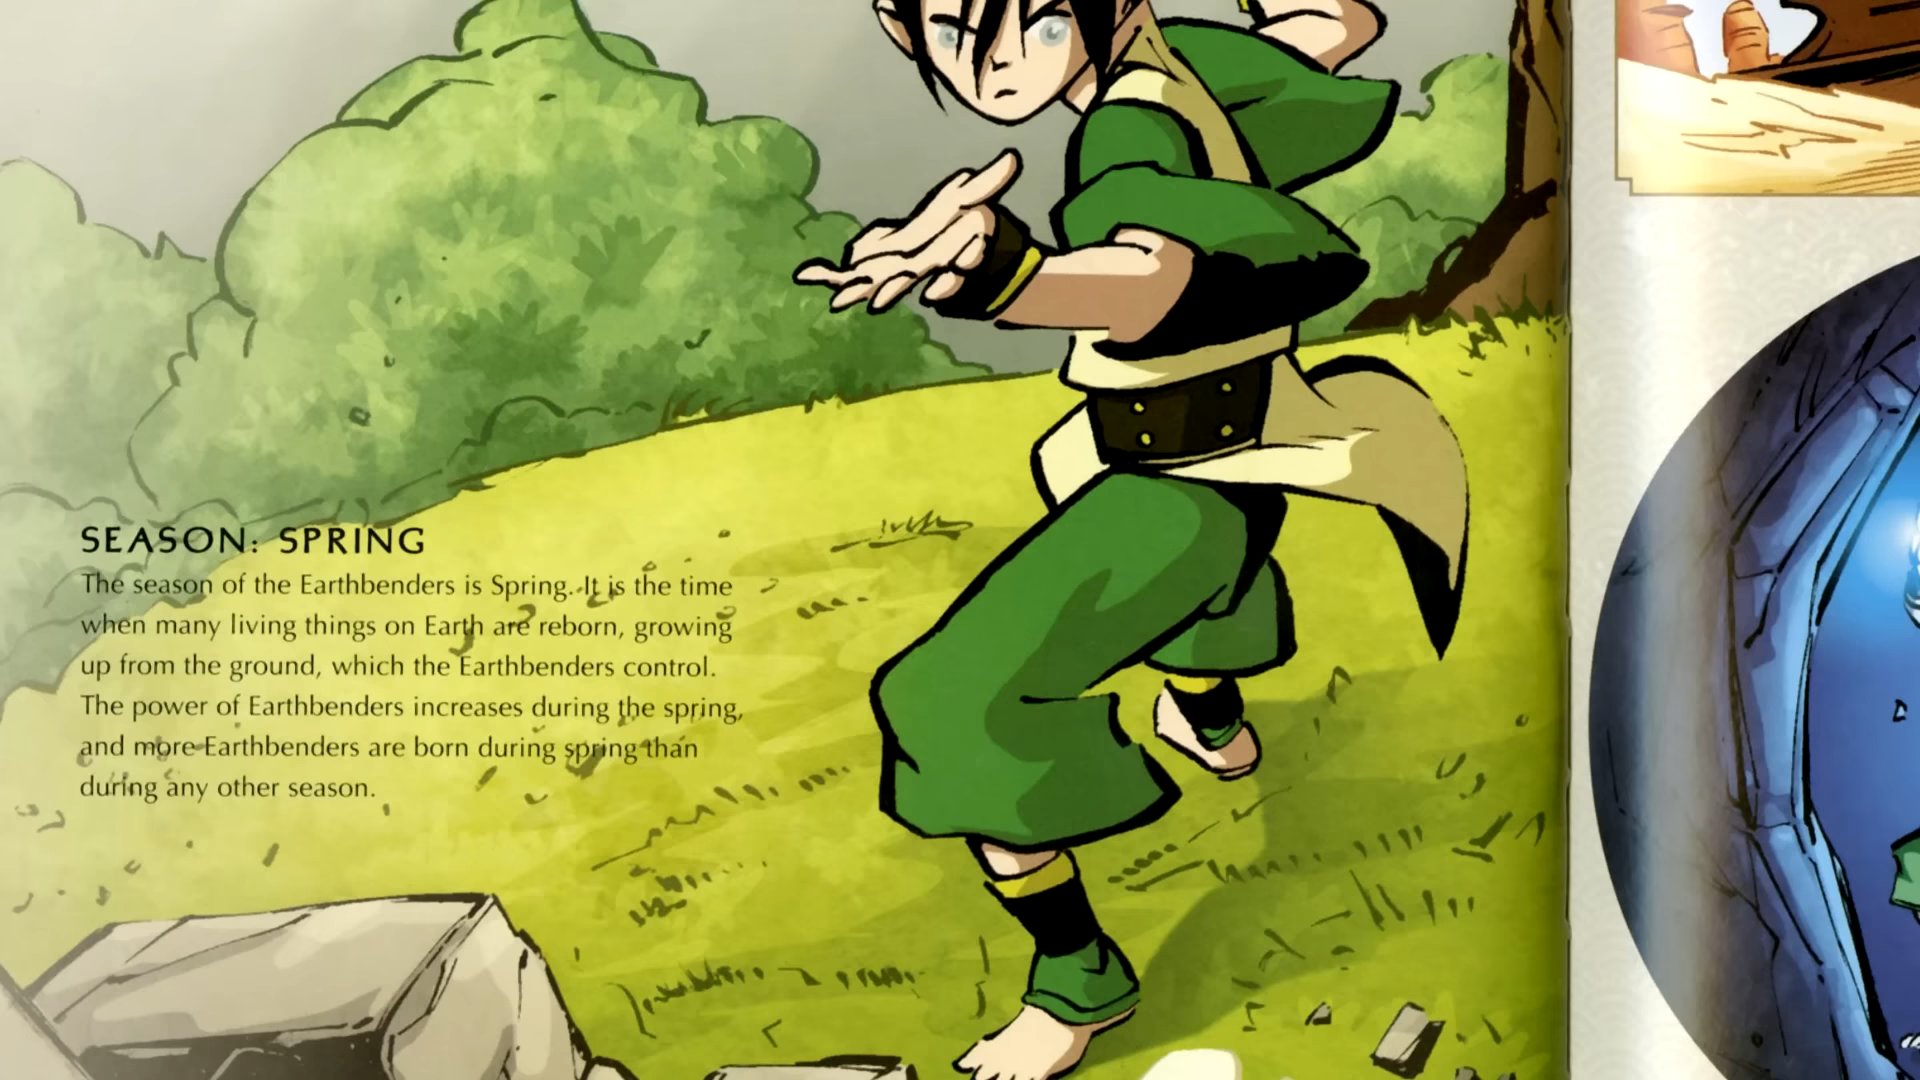 SEASON: SPRING
The season of the Earthbenders is Spring. It is the time
when many living things on Earth are reborn, growing
up from the ground, which the Earthbenders control.
The power of Earthbenders increases during the spring,
and more Earthbenders are born during spring than
during any other season.